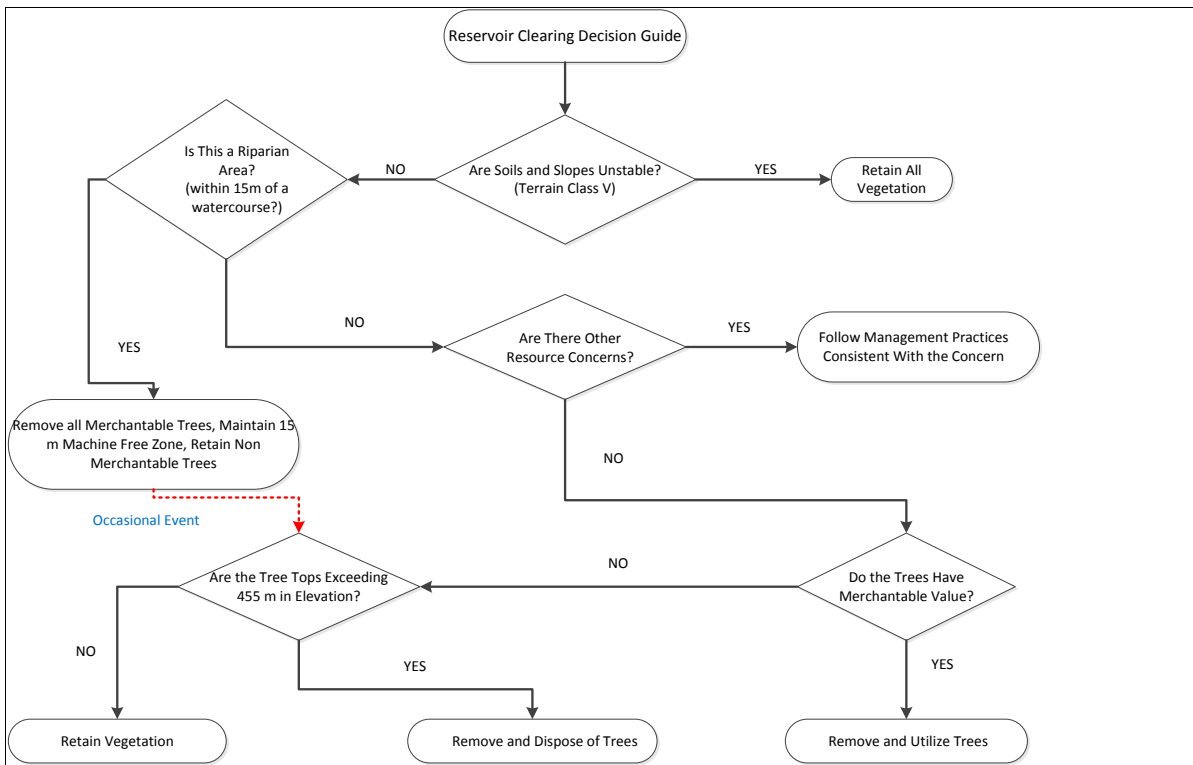 Reservoir Clearing Decision Guide
Is This a Riparian
Area?
(within 15m of a
watercourse?)
NO
Are Soils and Slopes Unstable?
(Terrain Class V)
YES
Retain All
Vegetation
NO
Are There Other
Resource Concerns?
YES
Follow Management Practices
Consistent With the Concern
YES
Remove all Merchantable Trees, Maintain 15
m Machine Free Zone, Retain Non
Merchantable Trees
NO
Occasional Event
Are the Tree Tops Exceeding
455 m in Elevation?
NO
Do the Trees Have
Merchantable Value?
NO
YES
YES
Retain Vegetation
Remove and Dispose of Trees
Remove and Utilize Trees